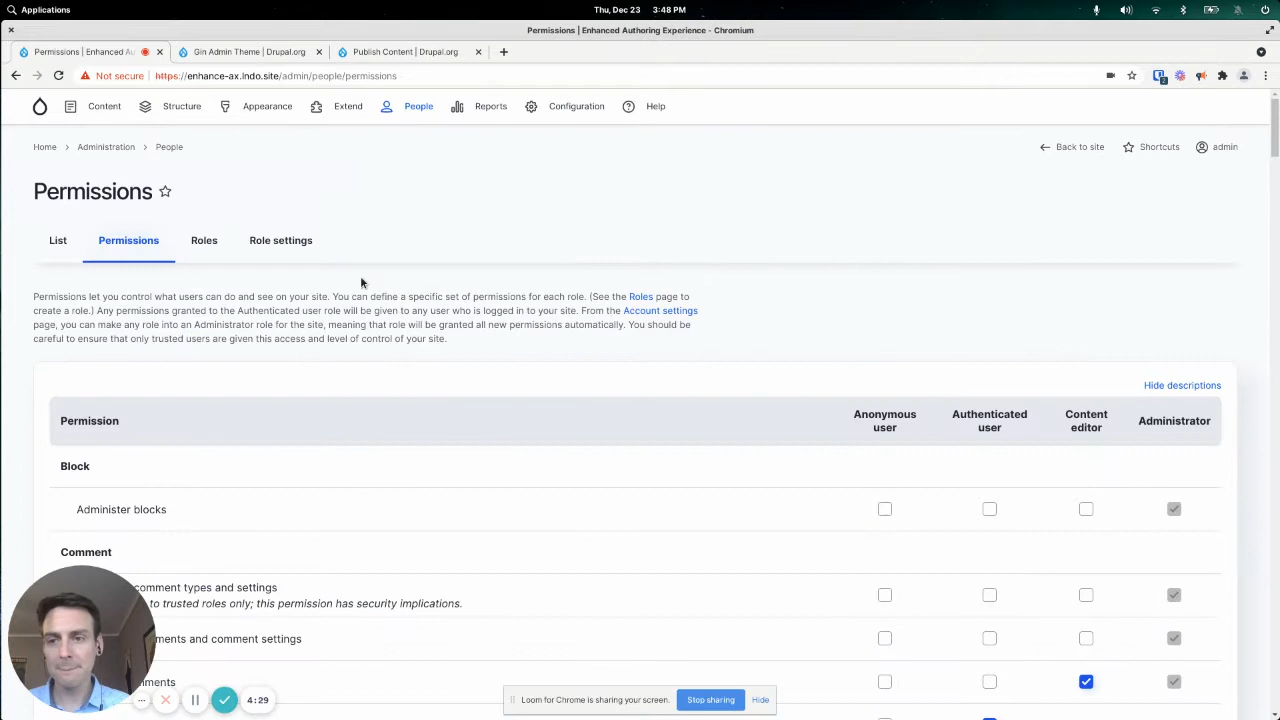 Applications
Thu, Dec 23 3:48 PM
Permissions | Enhanced Authoring Experience - Chromium
Permissions | Enhanced Au
Gin Admin Theme | Drupal.org
Publish Content | Drupal.org
Not secure https://enhance-ax.lndo.site/admin/people/permissions
2
Content Structure Appearance Extend People Reports Configuration Help
Home > Administration > People
Back to site Shortcuts admin
Permissions
List Permissions Roles Role settings
Permissions let you control what users can do and see on your site. You can define a specific set of permissions for each role. (See the Roles page to
create a role.) Any permissions granted to the Authenticated user role will be given to any user who is logged in to your site. From the Account settings
page, you can make any role into an Administrator role for the site, meaning that role will be granted all new permissions automatically. You should be
careful to ensure that only trusted users are given this access and level of control of your site.
Hide descriptions
Permission
Anonymous user
Authenticated user
Content editor
Administrator
Block
Administer blocks
Comment
comment types and settings
to trusted roles only; this permission has security implications.
ments and comment settings
mments
4:29
Loom for Chrome is sharing your screen. Stop sharing Hide